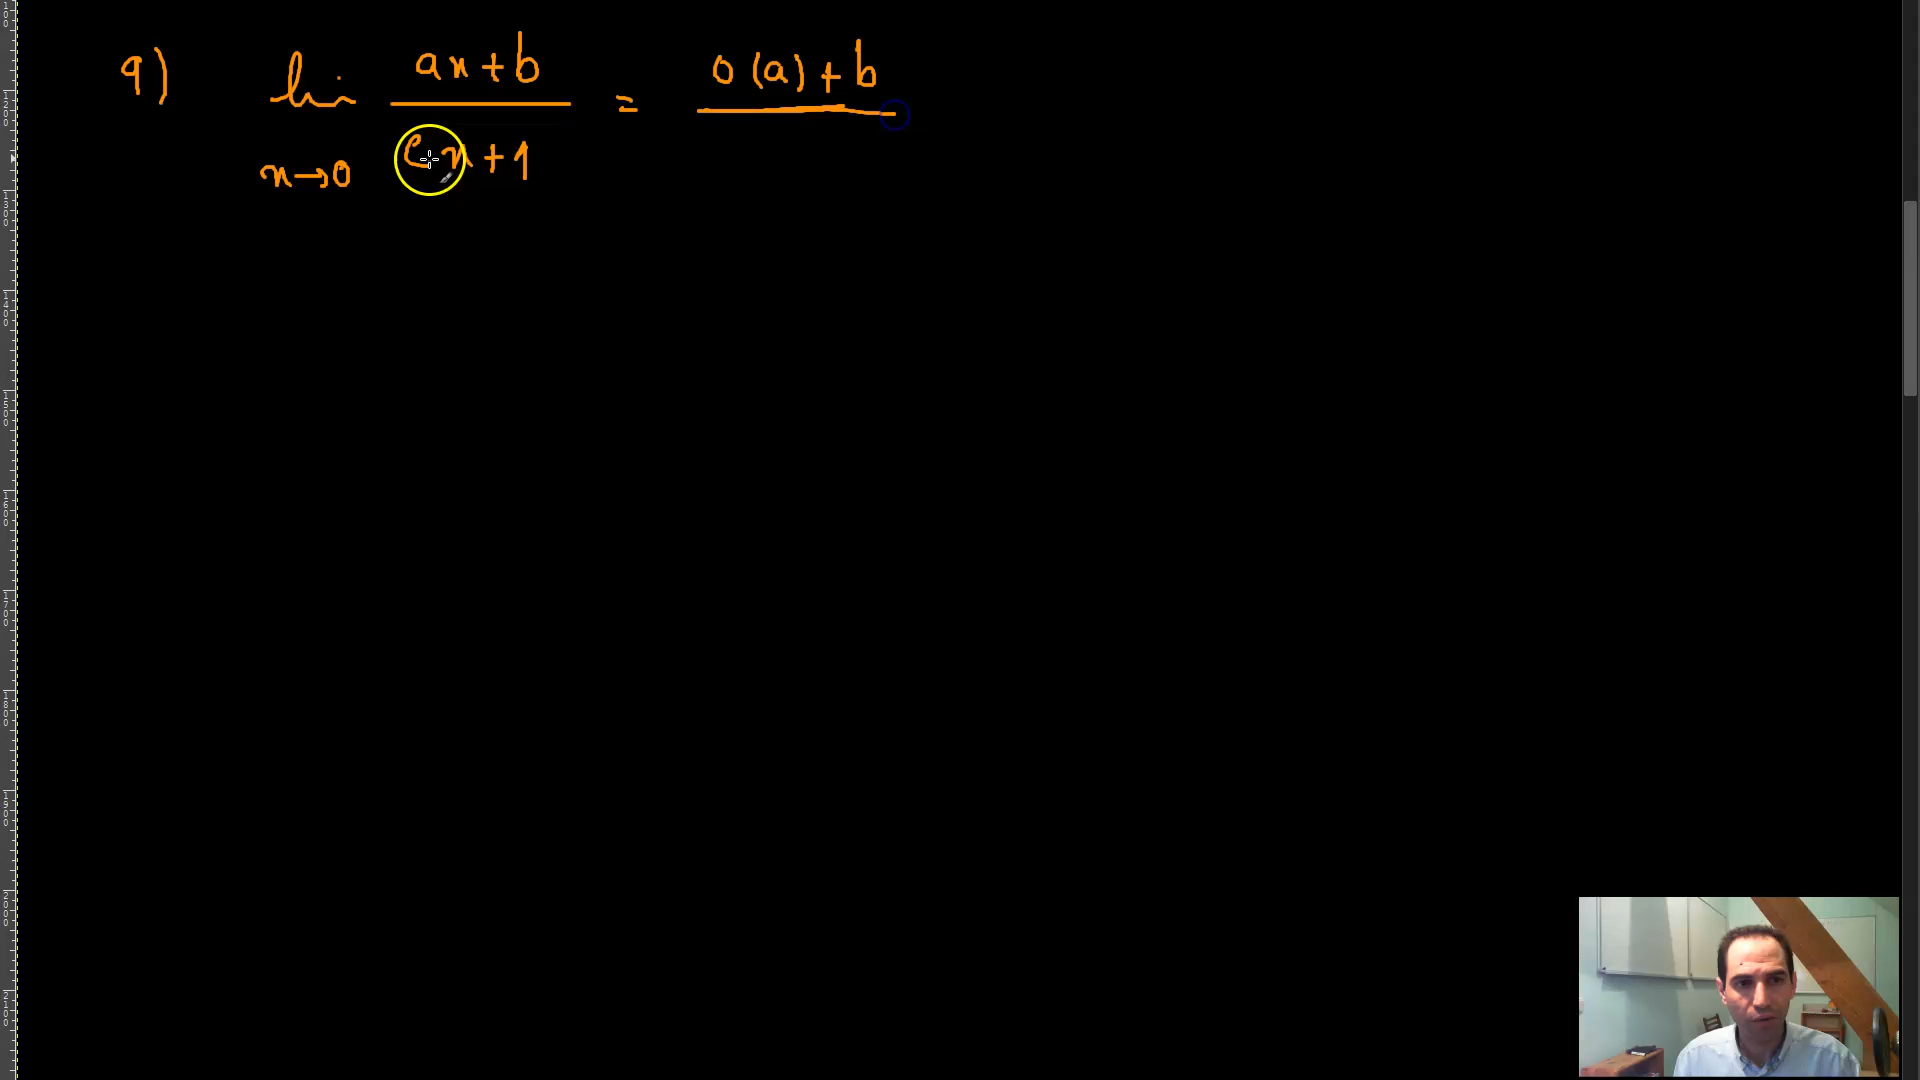 9) lim ax+b = 0(a)+b
x→0 cx+1